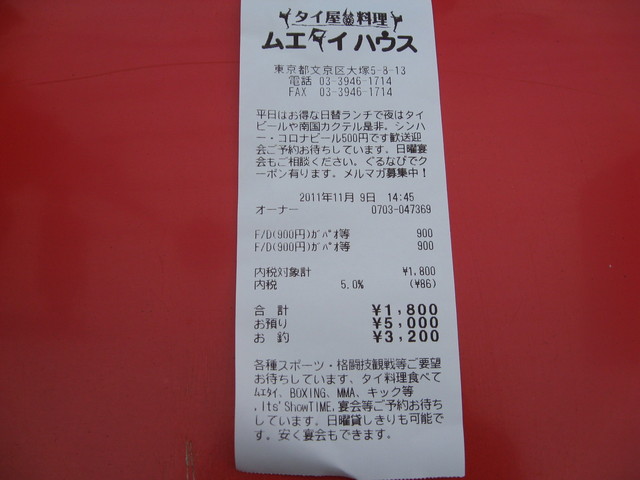 タイ屋台料理
ムエタイ ハウス
東京都文京区大塚5-8-13
電話 03-3946-1714
FAX 03-3946-1714
平日はお得な日替ランチで夜はタイ
ビールや南国カクテル是非。シンハ
ー・コロナビール500円です歓送迎
会ご予約お待ちしています。日曜宴
会もご相談ください。ぐるなびでク
ーポン有ります。メルマガ募集中!
2011年11月 9日 14:45
オーナー 0703-047369
F/D(900円)ｶﾞﾊﾟｵ等 900
F/D(900円)ｶﾞﾊﾟｵ等 900
内税対象計 ¥1,800
内税 5.0% (¥86)
合 計 ¥1,800
お預り ¥5,000
お 釣 ¥3,200
各種スポーツ・格闘技観戦等ご要望
お待ちしています、タイ料理食べて
ﾑｴﾀｲ、BOXING、MMA、キック等
,Its'ShowTIME,宴会等ご予約お待ち
しています。日曜貸しきりも可能で
す。安く宴会もできます。